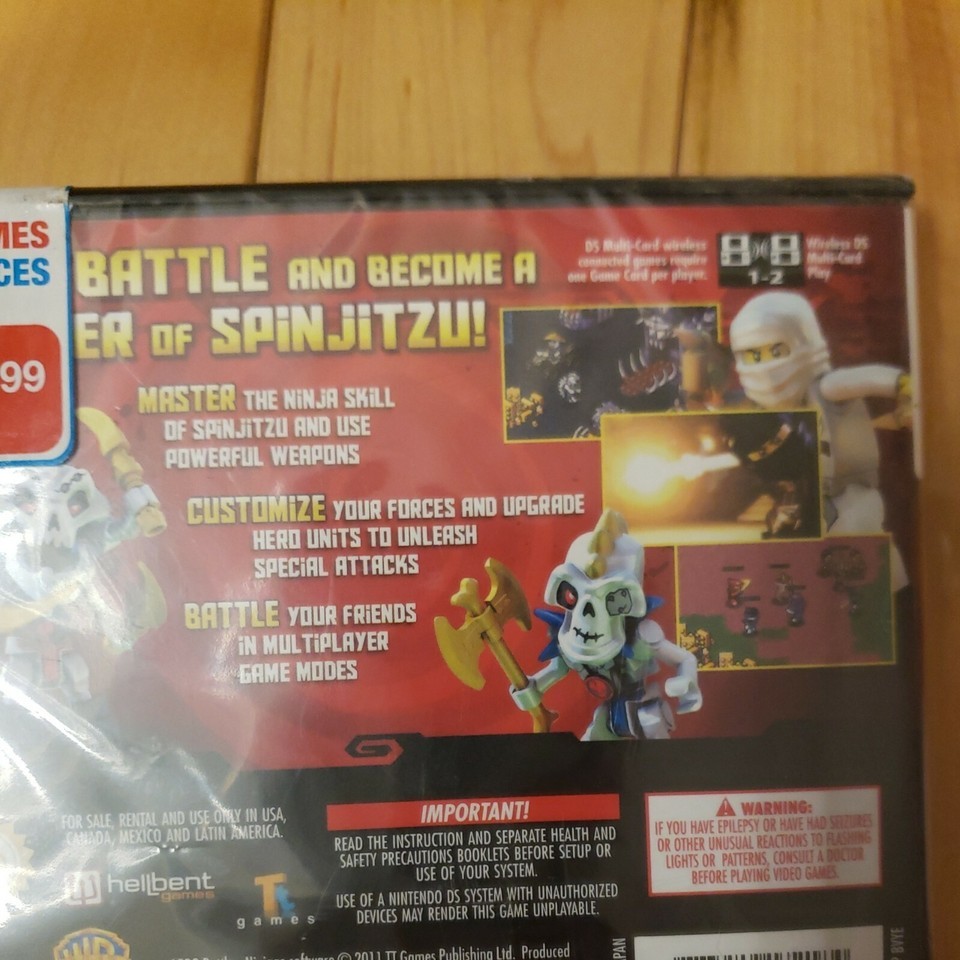 MES
CES
99
BATTLE AND BECOME A
ER OF SPiNJiTZU!
DS Multi-Card wireless
connected games require
one Game Card per player.
1-2
Wireless DS
Multi-Card
Play
MASTER THE NiNJA SKiLL
OF SPiNJiTZU AND USE
POWERFUL WEAPONS
CUSTOMiZE YOUR FORCES AND UPGRADE
HERO UNiTS TO UNLEASH
SPECiAL ATTACKS
BATTLE YOUR FRiENDS
iN MULTiPLAYER
GAME MODES
FOR SALE, RENTAL AND USE ONLY IN USA,
CANADA, MEXICO AND LATIN AMERICA.
hellbent
games
Tt
games
IMPORTANT!
READ THE INSTRUCTION AND SEPARATE HEALTH AND
SAFETY PRECAUTIONS BOOKLETS BEFORE SETUP OR
USE OF YOUR SYSTEM.
USE OF A NINTENDO DS SYSTEM WITH UNAUTHORIZED
DEVICES MAY RENDER THIS GAME UNPLAYABLE.
WARNING:
IF YOU HAVE EPILEPSY OR HAVE HAD SEIZURES
OR OTHER UNUSUAL REACTIONS TO FLASHING
LIGHTS OR PATTERNS, CONSULT A DOCTOR
BEFORE PLAYING VIDEO GAMES.
WB
software © 2011 TT Games Publishing Ltd. Produced
PAN
BVYE